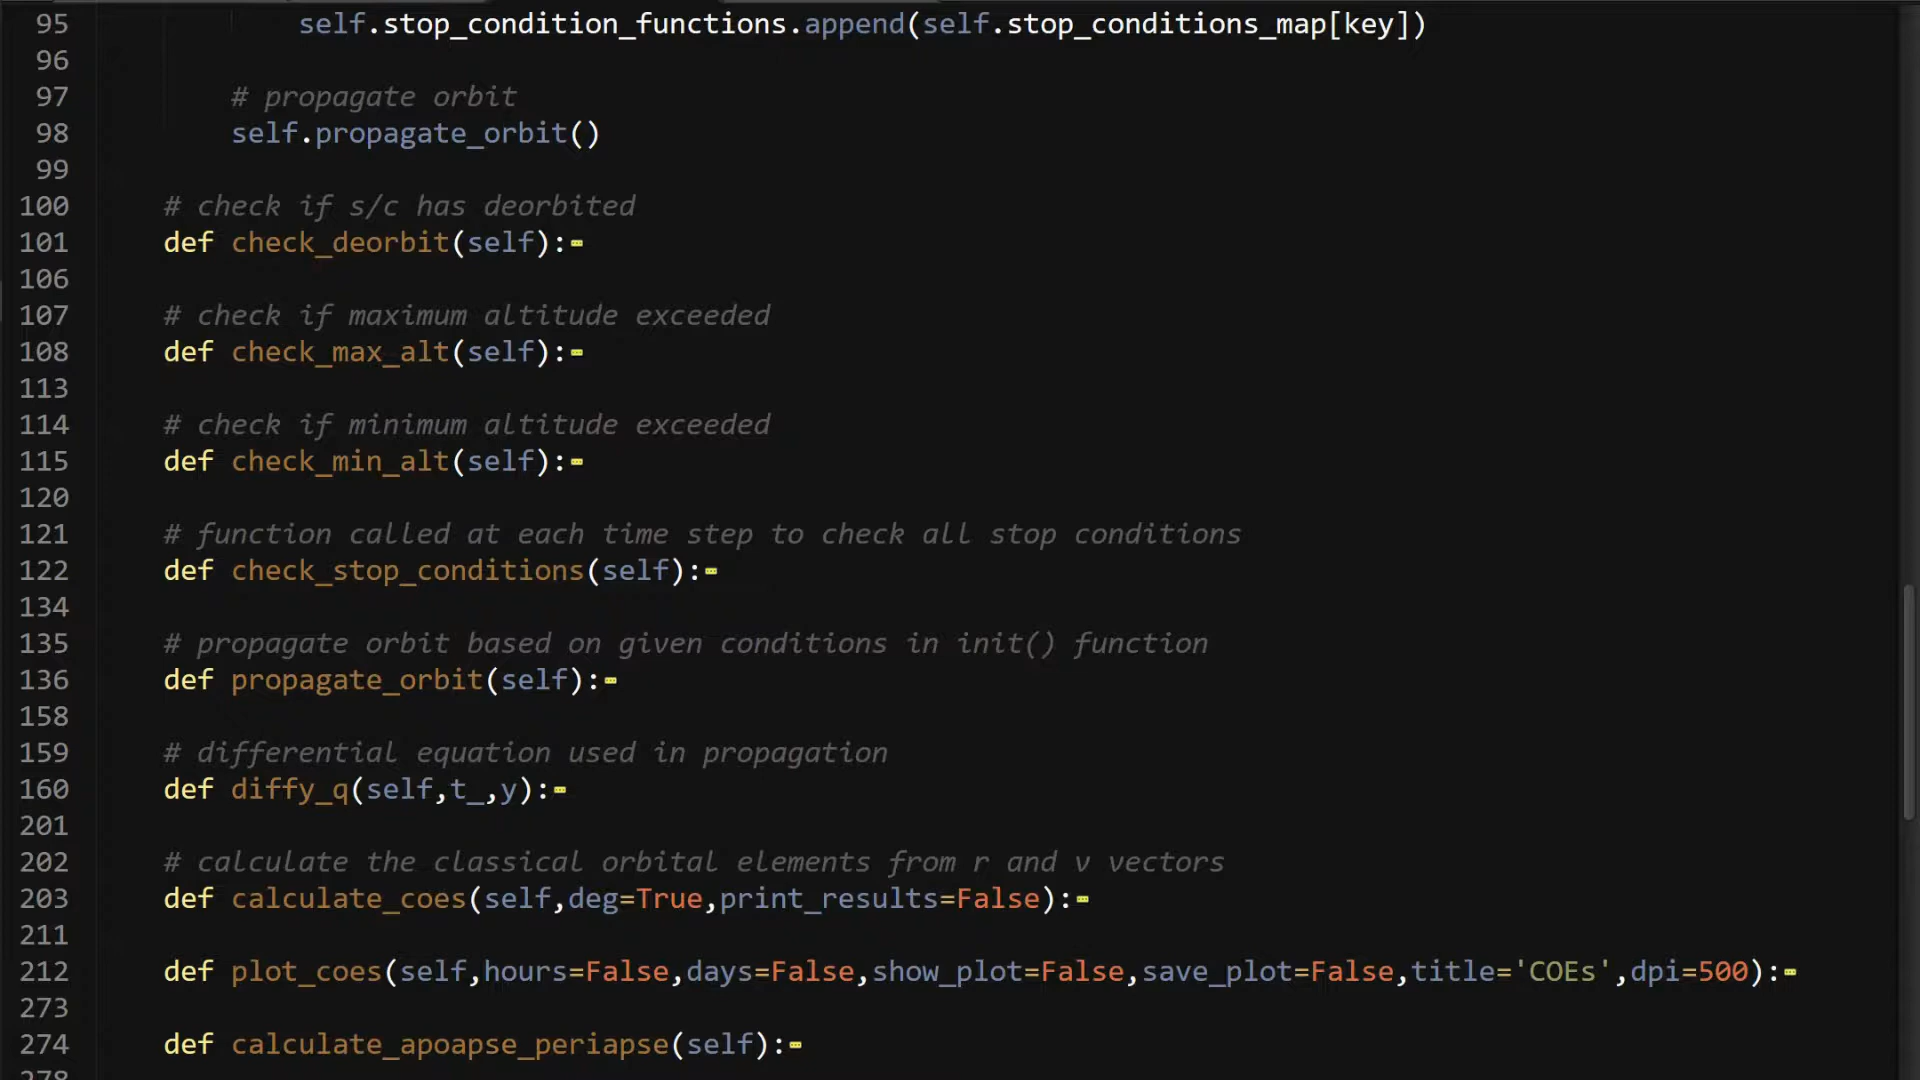 95 self.stop_condition_functions.append(self.stop_conditions_map[key])
96
97 # propagate orbit
98 self.propagate_orbit()
99
100 # check if s/c has deorbited
101 def check_deorbit(self):
106
107 # check if maximum altitude exceeded
108 def check_max_alt(self):
113
114 # check if minimum altitude exceeded
115 def check_min_alt(self):
120
121 # function called at each time step to check all stop conditions
122 def check_stop_conditions(self):
134
135 # propagate orbit based on given conditions in init() function
136 def propagate_orbit(self):
158
159 # differential equation used in propagation
160 def diffy_q(self,t_,y):
201
202 # calculate the classical orbital elements from r and v vectors
203 def calculate_coes(self,deg=True,print_results=False):
211
212 def plot_coes(self,hours=False,days=False,show_plot=False,save_plot=False,title='COEs',dpi=500):
273
274 def calculate_apoapse_periapse(self):
278